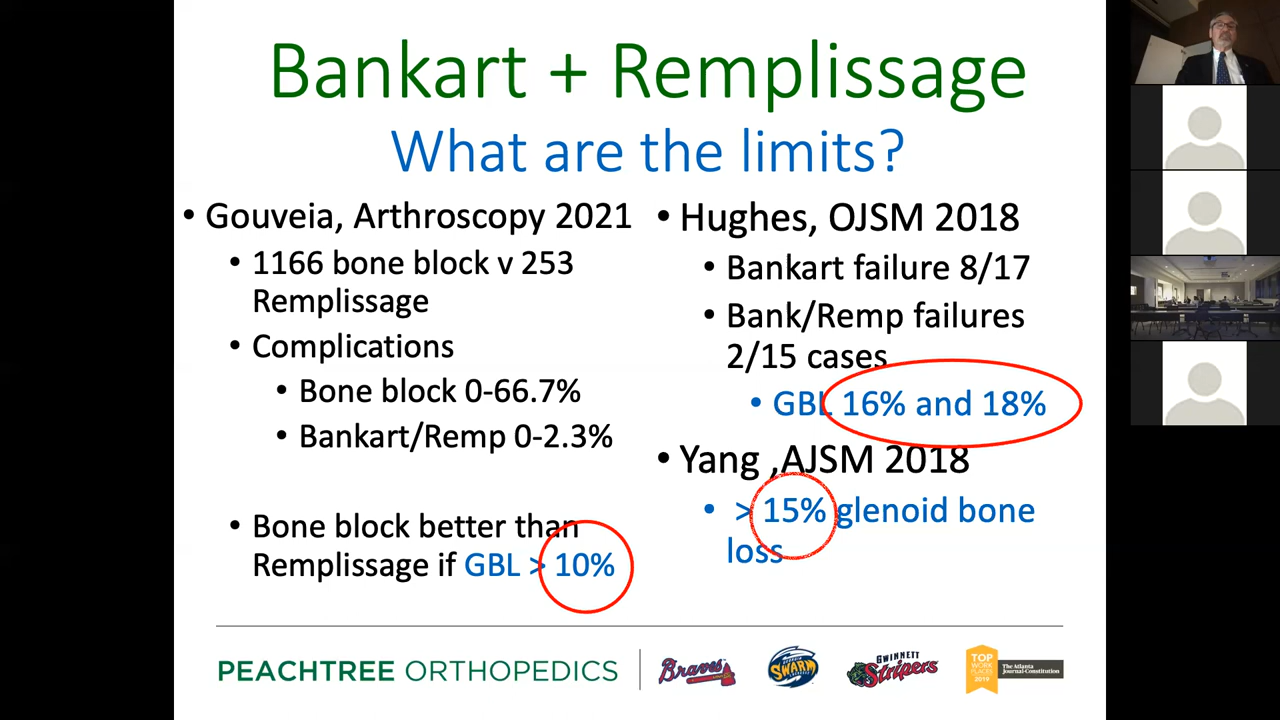 Bankart + Remplissage
What are the limits?
• Gouveia, Arthroscopy 2021
• 1166 bone block v 253
Remplissage
• Complications
• Bone block 0-66.7%
• Bankart/Remp 0-2.3%
• Bone block better than
Remplissage if GBL > 10%
• Hughes, OJSM 2018
• Bankart failure 8/17
• Bank/Remp failures
2/15 cases
• GBL 16% and 18%
• Yang ,AJSM 2018
• > 15% glenoid bone
loss
PEACHTREE ORTHOPEDICS
Braves
SWARM
GWINNETT
Stripers
TOP
WORK
PLACES
2019
The Atlanta
Journal-Constitution